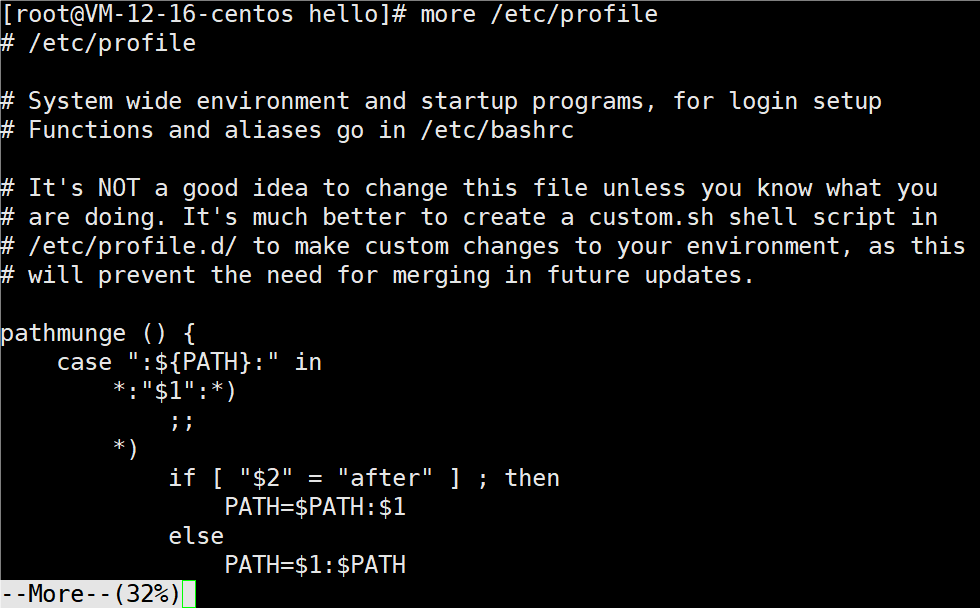 [root@VM-12-16-centos hello]# more /etc/profile
# /etc/profile

# System wide environment and startup programs, for login setup
# Functions and aliases go in /etc/bashrc

# It's NOT a good idea to change this file unless you know what you
# are doing. It's much better to create a custom.sh shell script in
# /etc/profile.d/ to make custom changes to your environment, as this
# will prevent the need for merging in future updates.

pathmunge () {
    case ":${PATH}:" in
        *:"$1":*)
            ;;
        *)
            if [ "$2" = "after" ] ; then
                PATH=$PATH:$1
            else
                PATH=$1:$PATH
--More--(32%)